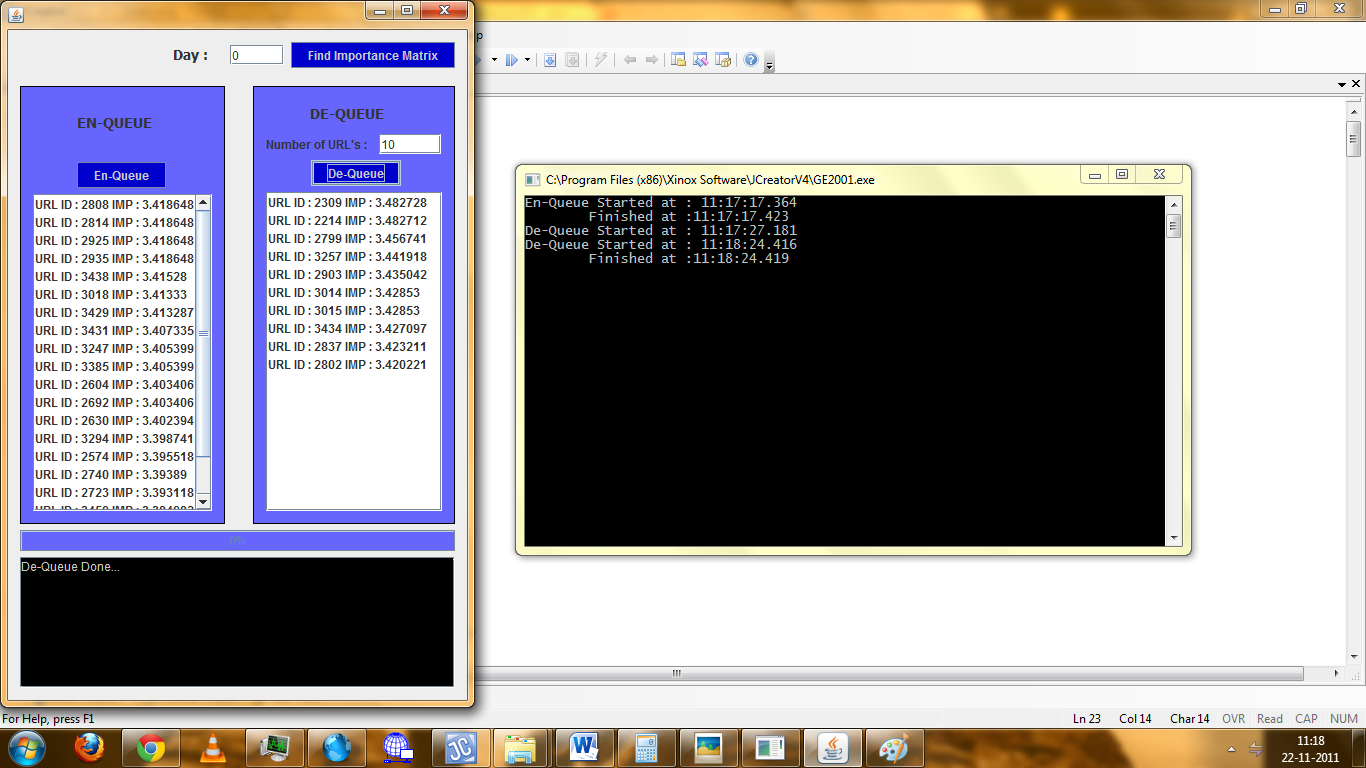 Day :
0
Find Importance Matrix
EN-QUEUE
En-Queue
URL ID : 2808 IMP : 3.418648
URL ID : 2814 IMP : 3.418648
URL ID : 2925 IMP : 3.418648
URL ID : 2935 IMP : 3.418648
URL ID : 3438 IMP : 3.41528
URL ID : 3018 IMP : 3.41333
URL ID : 3429 IMP : 3.413287
URL ID : 3431 IMP : 3.407335
URL ID : 3247 IMP : 3.405399
URL ID : 3385 IMP : 3.405399
URL ID : 2604 IMP : 3.403406
URL ID : 2692 IMP : 3.403406
URL ID : 2630 IMP : 3.402394
URL ID : 3294 IMP : 3.398741
URL ID : 2574 IMP : 3.395518
URL ID : 2740 IMP : 3.39389
URL ID : 2723 IMP : 3.393118
DE-QUEUE
Number of URL's :
10
De-Queue
URL ID : 2309 IMP : 3.482728
URL ID : 2214 IMP : 3.482712
URL ID : 2799 IMP : 3.456741
URL ID : 3257 IMP : 3.441918
URL ID : 2903 IMP : 3.435042
URL ID : 3014 IMP : 3.42853
URL ID : 3015 IMP : 3.42853
URL ID : 3434 IMP : 3.427097
URL ID : 2837 IMP : 3.423211
URL ID : 2802 IMP : 3.420221
0%
De-Queue Done...
C:\Program Files (x86)\Xinox Software\JCreatorV4\GE2001.exe
En-Queue Started at : 11:17:17.364
Finished at :11:17:17.423
De-Queue Started at : 11:17:27.181
De-Queue Started at : 11:18:24.416
Finished at :11:18:24.419
For Help, press F1
Ln 23 Col 14 Char 14 OVR Read CAP NUM
JC
W
11:18
22-11-2011